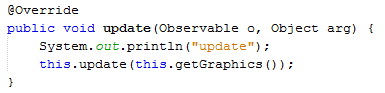 @Override
public void update(Observable o, Object arg) {
    System.out.println("update");
    this.update(this.getGraphics());
}